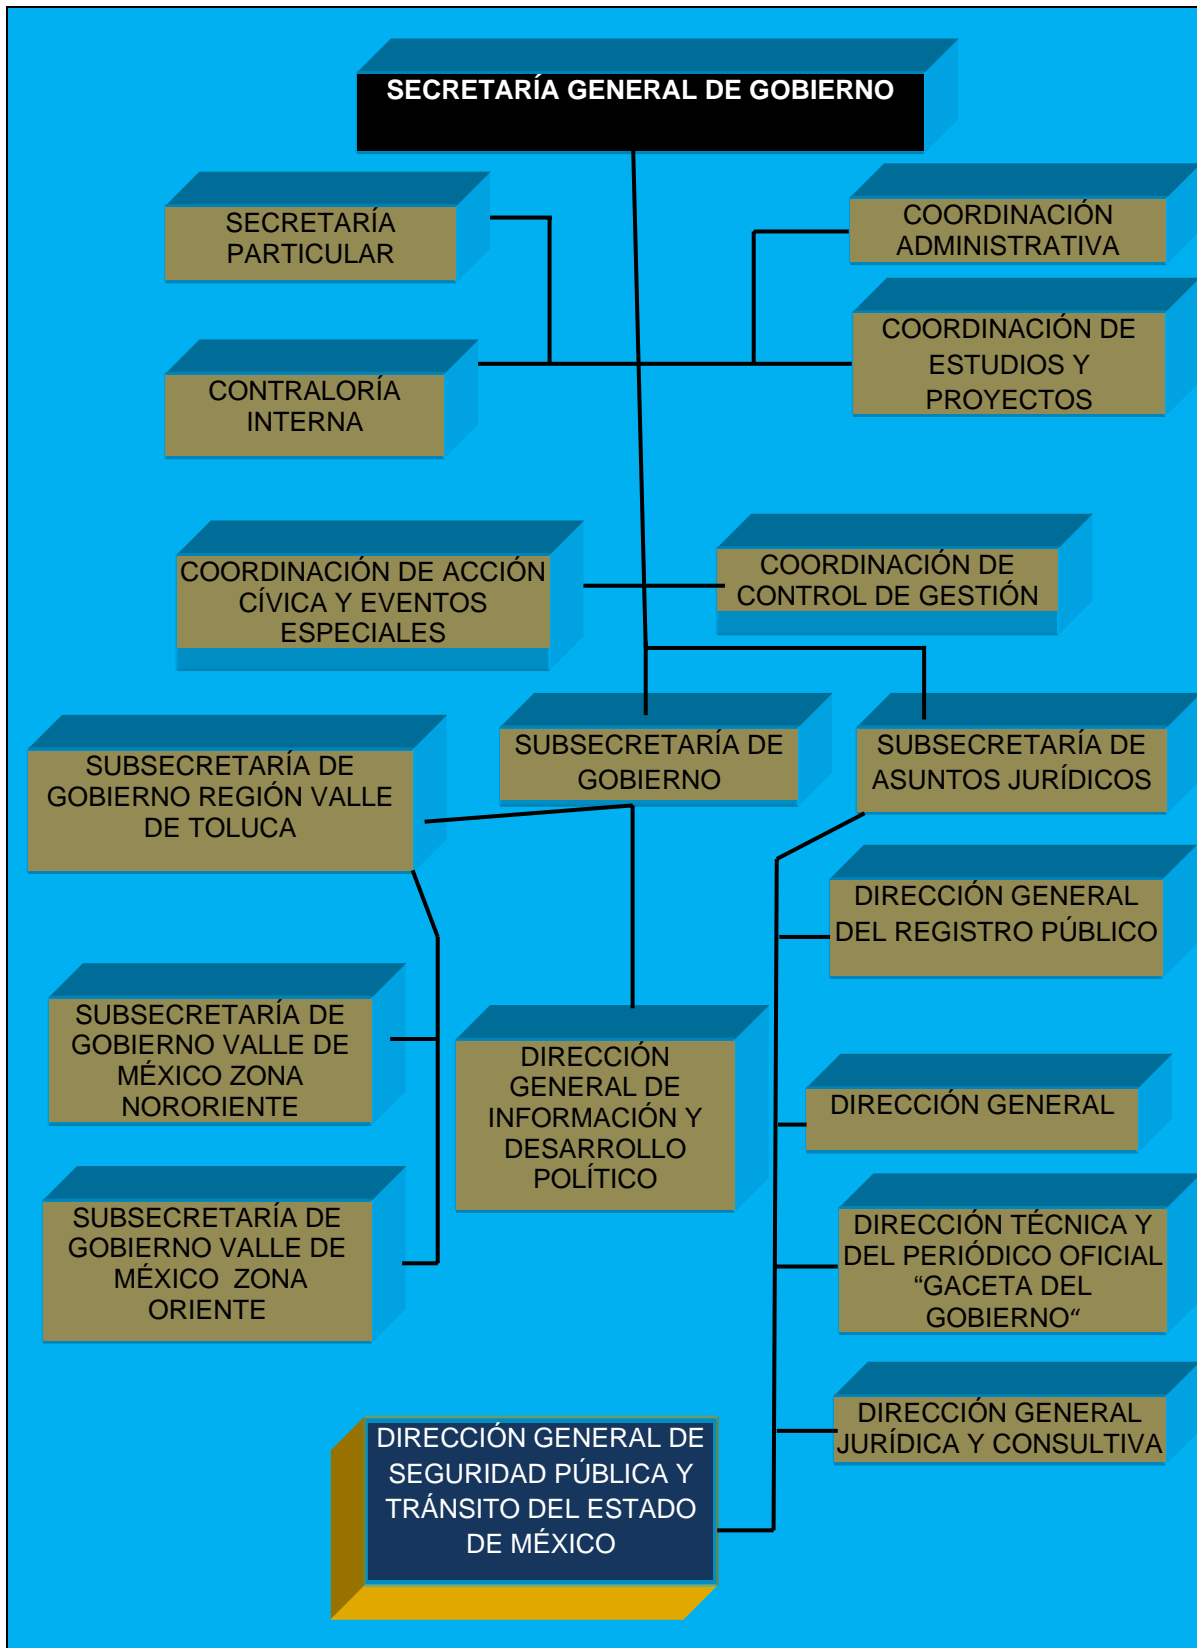 SECRETARÍA GENERAL DE GOBIERNO
SECRETARÍA
PARTICULAR
COORDINACIÓN
ADMINISTRATIVA
CONTRALORÍA
INTERNA
COORDINACIÓN DE
ESTUDIOS Y
PROYECTOS
COORDINACIÓN DE ACCIÓN
CÍVICA Y EVENTOS
ESPECIALES
COORDINACIÓN DE
CONTROL DE GESTIÓN
SUBSECRETARÍA DE
GOBIERNO REGIÓN VALLE
DE TOLUCA
SUBSECRETARÍA DE
GOBIERNO
SUBSECRETARÍA DE
ASUNTOS JURÍDICOS
DIRECCIÓN GENERAL
DEL REGISTRO PÚBLICO
SUBSECRETARÍA DE
GOBIERNO VALLE DE
MÉXICO ZONA
NORORIENTE
DIRECCIÓN
GENERAL DE
INFORMACIÓN Y
DESARROLLO
POLÍTICO
DIRECCIÓN GENERAL
SUBSECRETARÍA DE
GOBIERNO VALLE DE
MÉXICO  ZONA
ORIENTE
DIRECCIÓN TÉCNICA Y
DEL PERIÓDICO OFICIAL
“GACETA DEL
GOBIERNO“
DIRECCIÓN GENERAL
JURÍDICA Y CONSULTIVA
DIRECCIÓN GENERAL DE
SEGURIDAD PÚBLICA Y
TRÁNSITO DEL ESTADO
DE MÉXICO